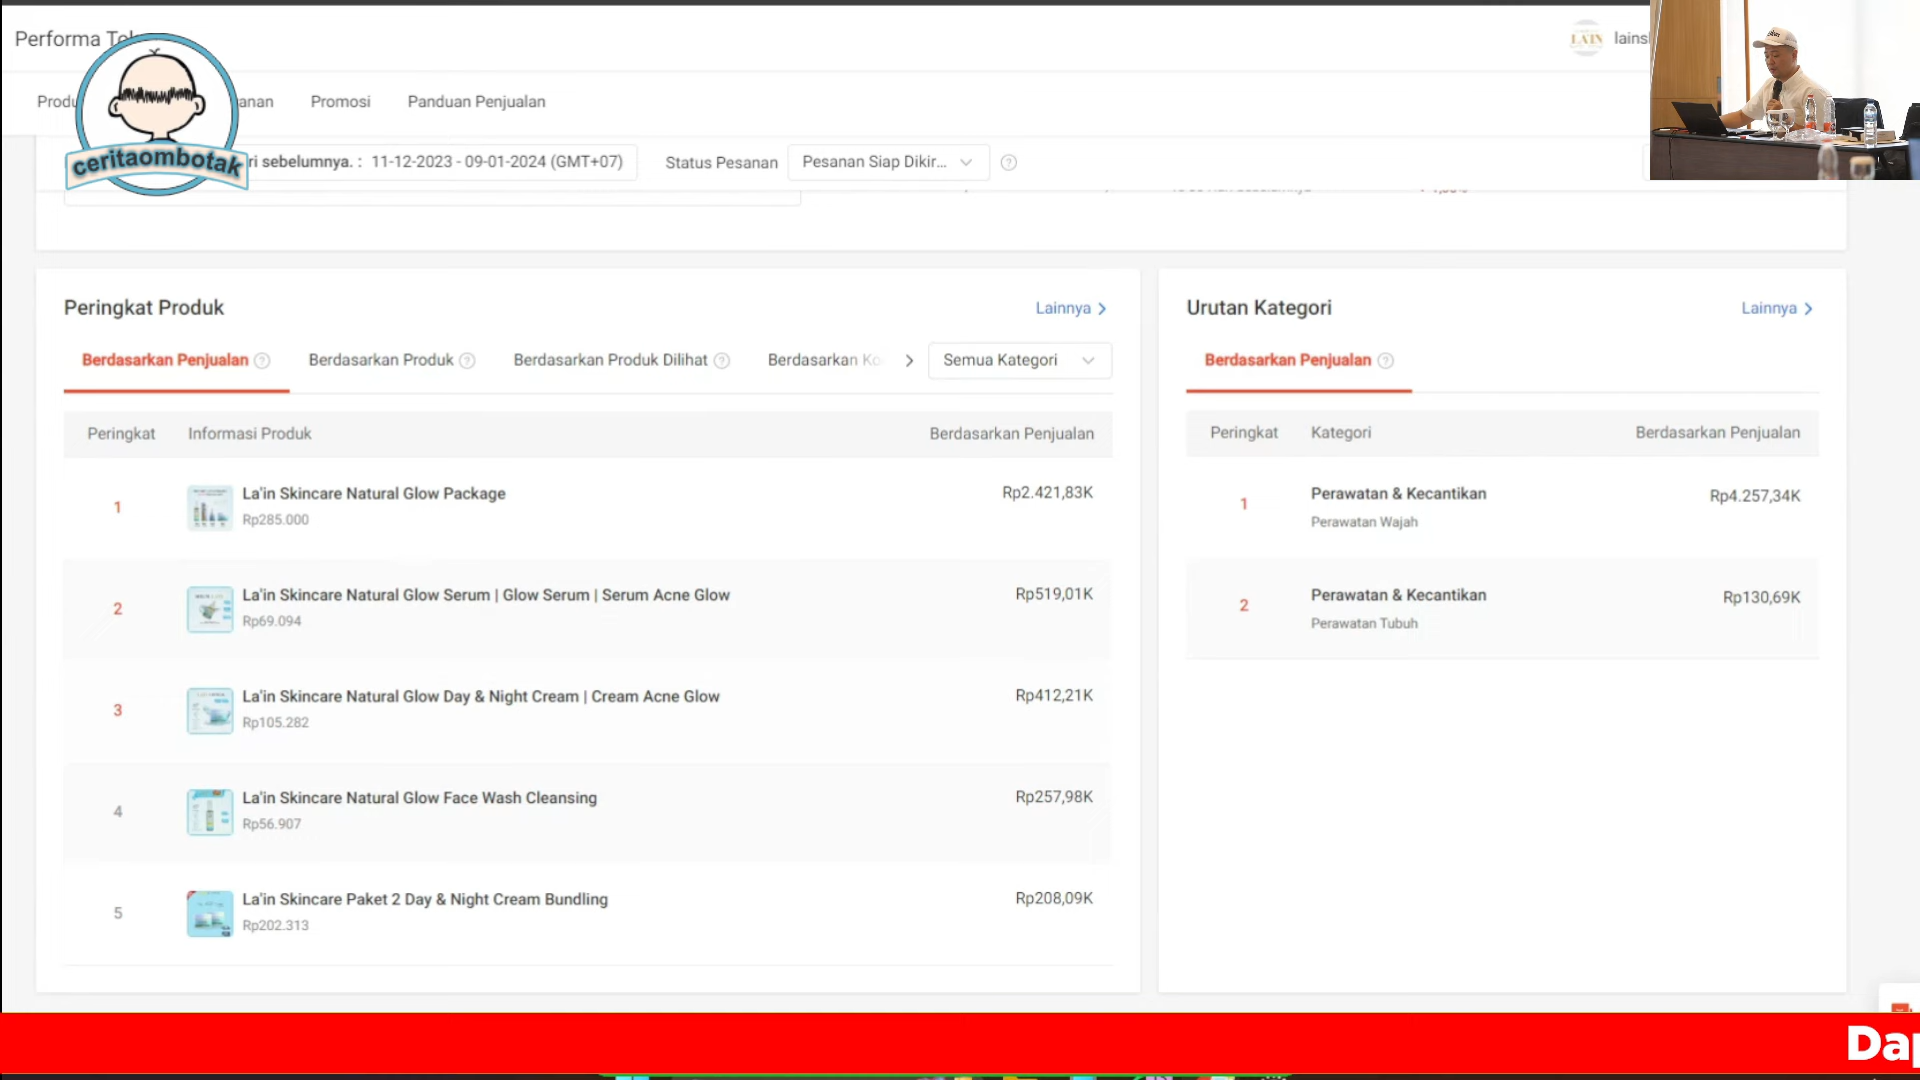 Performa
LA'IN
ceritaombotak
anan
Promosi
Panduan Penjualan
ri sebelumnya. : 11-12-2023 - 09-01-2024 (GMT+07)
Status Pesanan
Pesanan Siap Dikir...
Peringkat Produk
Lainnya >
Berdasarkan Penjualan
Berdasarkan Produk
Berdasarkan Produk Dilihat
Berdasarkan Ko
Semua Kategori
Peringkat
Informasi Produk
Berdasarkan Penjualan
1
La'in Skincare Natural Glow Package
Rp285.000
Rp2.421,83K
2
La'in Skincare Natural Glow Serum | Glow Serum | Serum Acne Glow
Rp69.094
Rp519,01K
3
La'in Skincare Natural Glow Day & Night Cream | Cream Acne Glow
Rp105.282
Rp412,21K
4
La'in Skincare Natural Glow Face Wash Cleansing
Rp56.907
Rp257,98K
5
La'in Skincare Paket 2 Day & Night Cream Bundling
Rp202.313
Rp208,09K
Urutan Kategori
Lainnya >
Berdasarkan Penjualan
Peringkat
Kategori
Berdasarkan Penjualan
1
Perawatan & Kecantikan
Perawatan Wajah
Rp4.257,34K
2
Perawatan & Kecantikan
Perawatan Tubuh
Rp130,69K